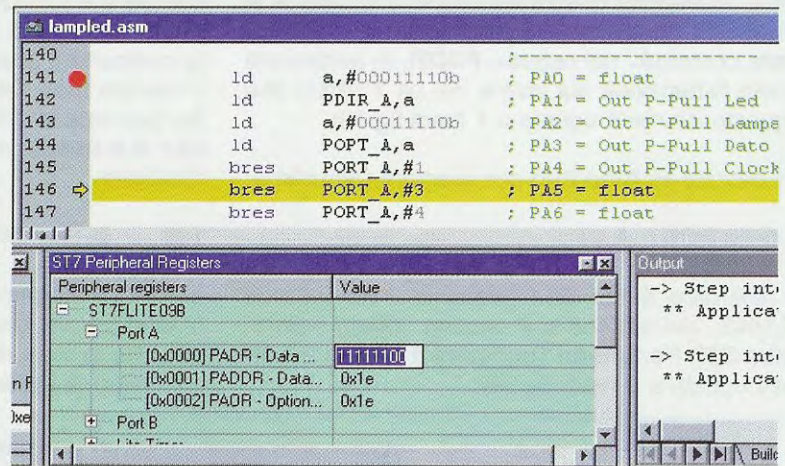 lampled.asm
140 ;--------------------
141 ld a,#00011110b ; PA0 = float
142 ld PDIR_A,a ; PA1 = Out P-Pull Led
143 ld a,#00011110b ; PA2 = Out P-Pull Lampe
144 ld POPT_A,a ; PA3 = Out P-Pull Dato
145 bres PORT_A,#1 ; PA4 = Out P-Pull Clock
146 bres PORT_A,#3 ; PA5 = float
147 bres PORT_A,#4 ; PA6 = float
ST7 Peripheral Registers
Peripheral registers Value
ST7FLITE09B
Port A
[0x0000] PADR - Data ... 11111100
[0x0001] PADDR - Data... 0x1e
[0x0002] PAOR - Option... 0x1e
Port B
Output
-> Step int
** Applica
-> Step int
** Applica
Build